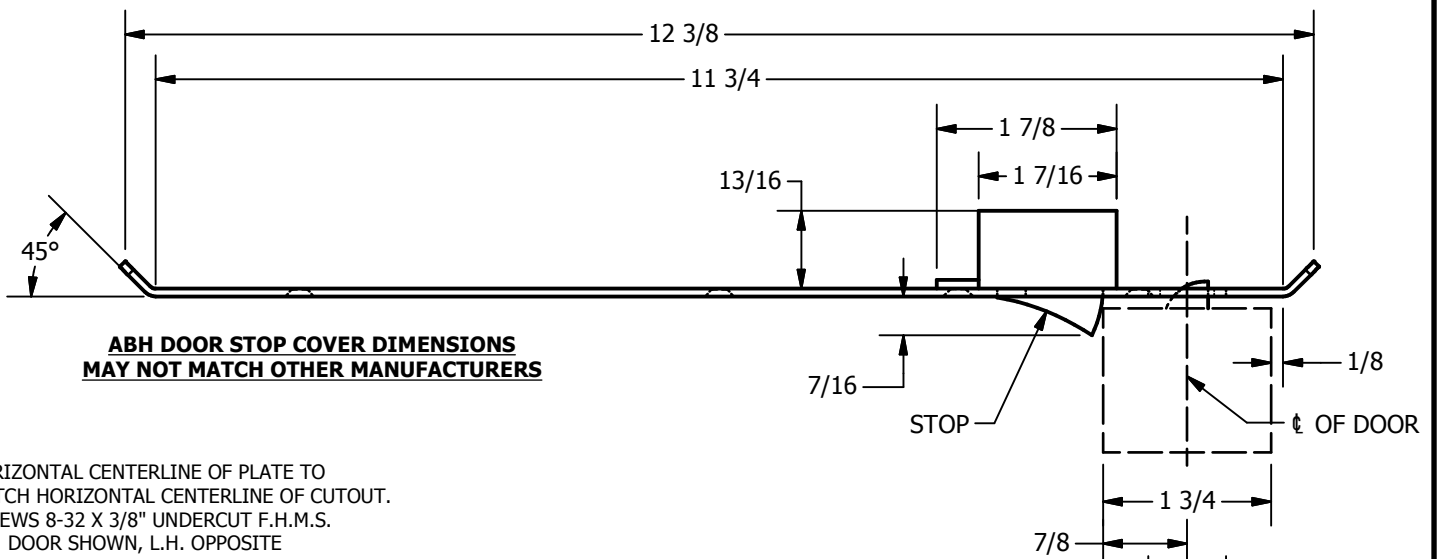 12 3/8
11 3/4
1 7/8
1 7/16
13/16
45°
ABH DOOR STOP COVER DIMENSIONS
MAY NOT MATCH OTHER MANUFACTURERS
7/16
1/8
STOP
℄ OF DOOR
RIZONTAL CENTERLINE OF PLATE TO
TCH HORIZONTAL CENTERLINE OF CUTOUT.
EWS 8-32 X 3/8" UNDERCUT F.H.M.S.
DOOR SHOWN, L.H. OPPOSITE
1 3/4
7/8